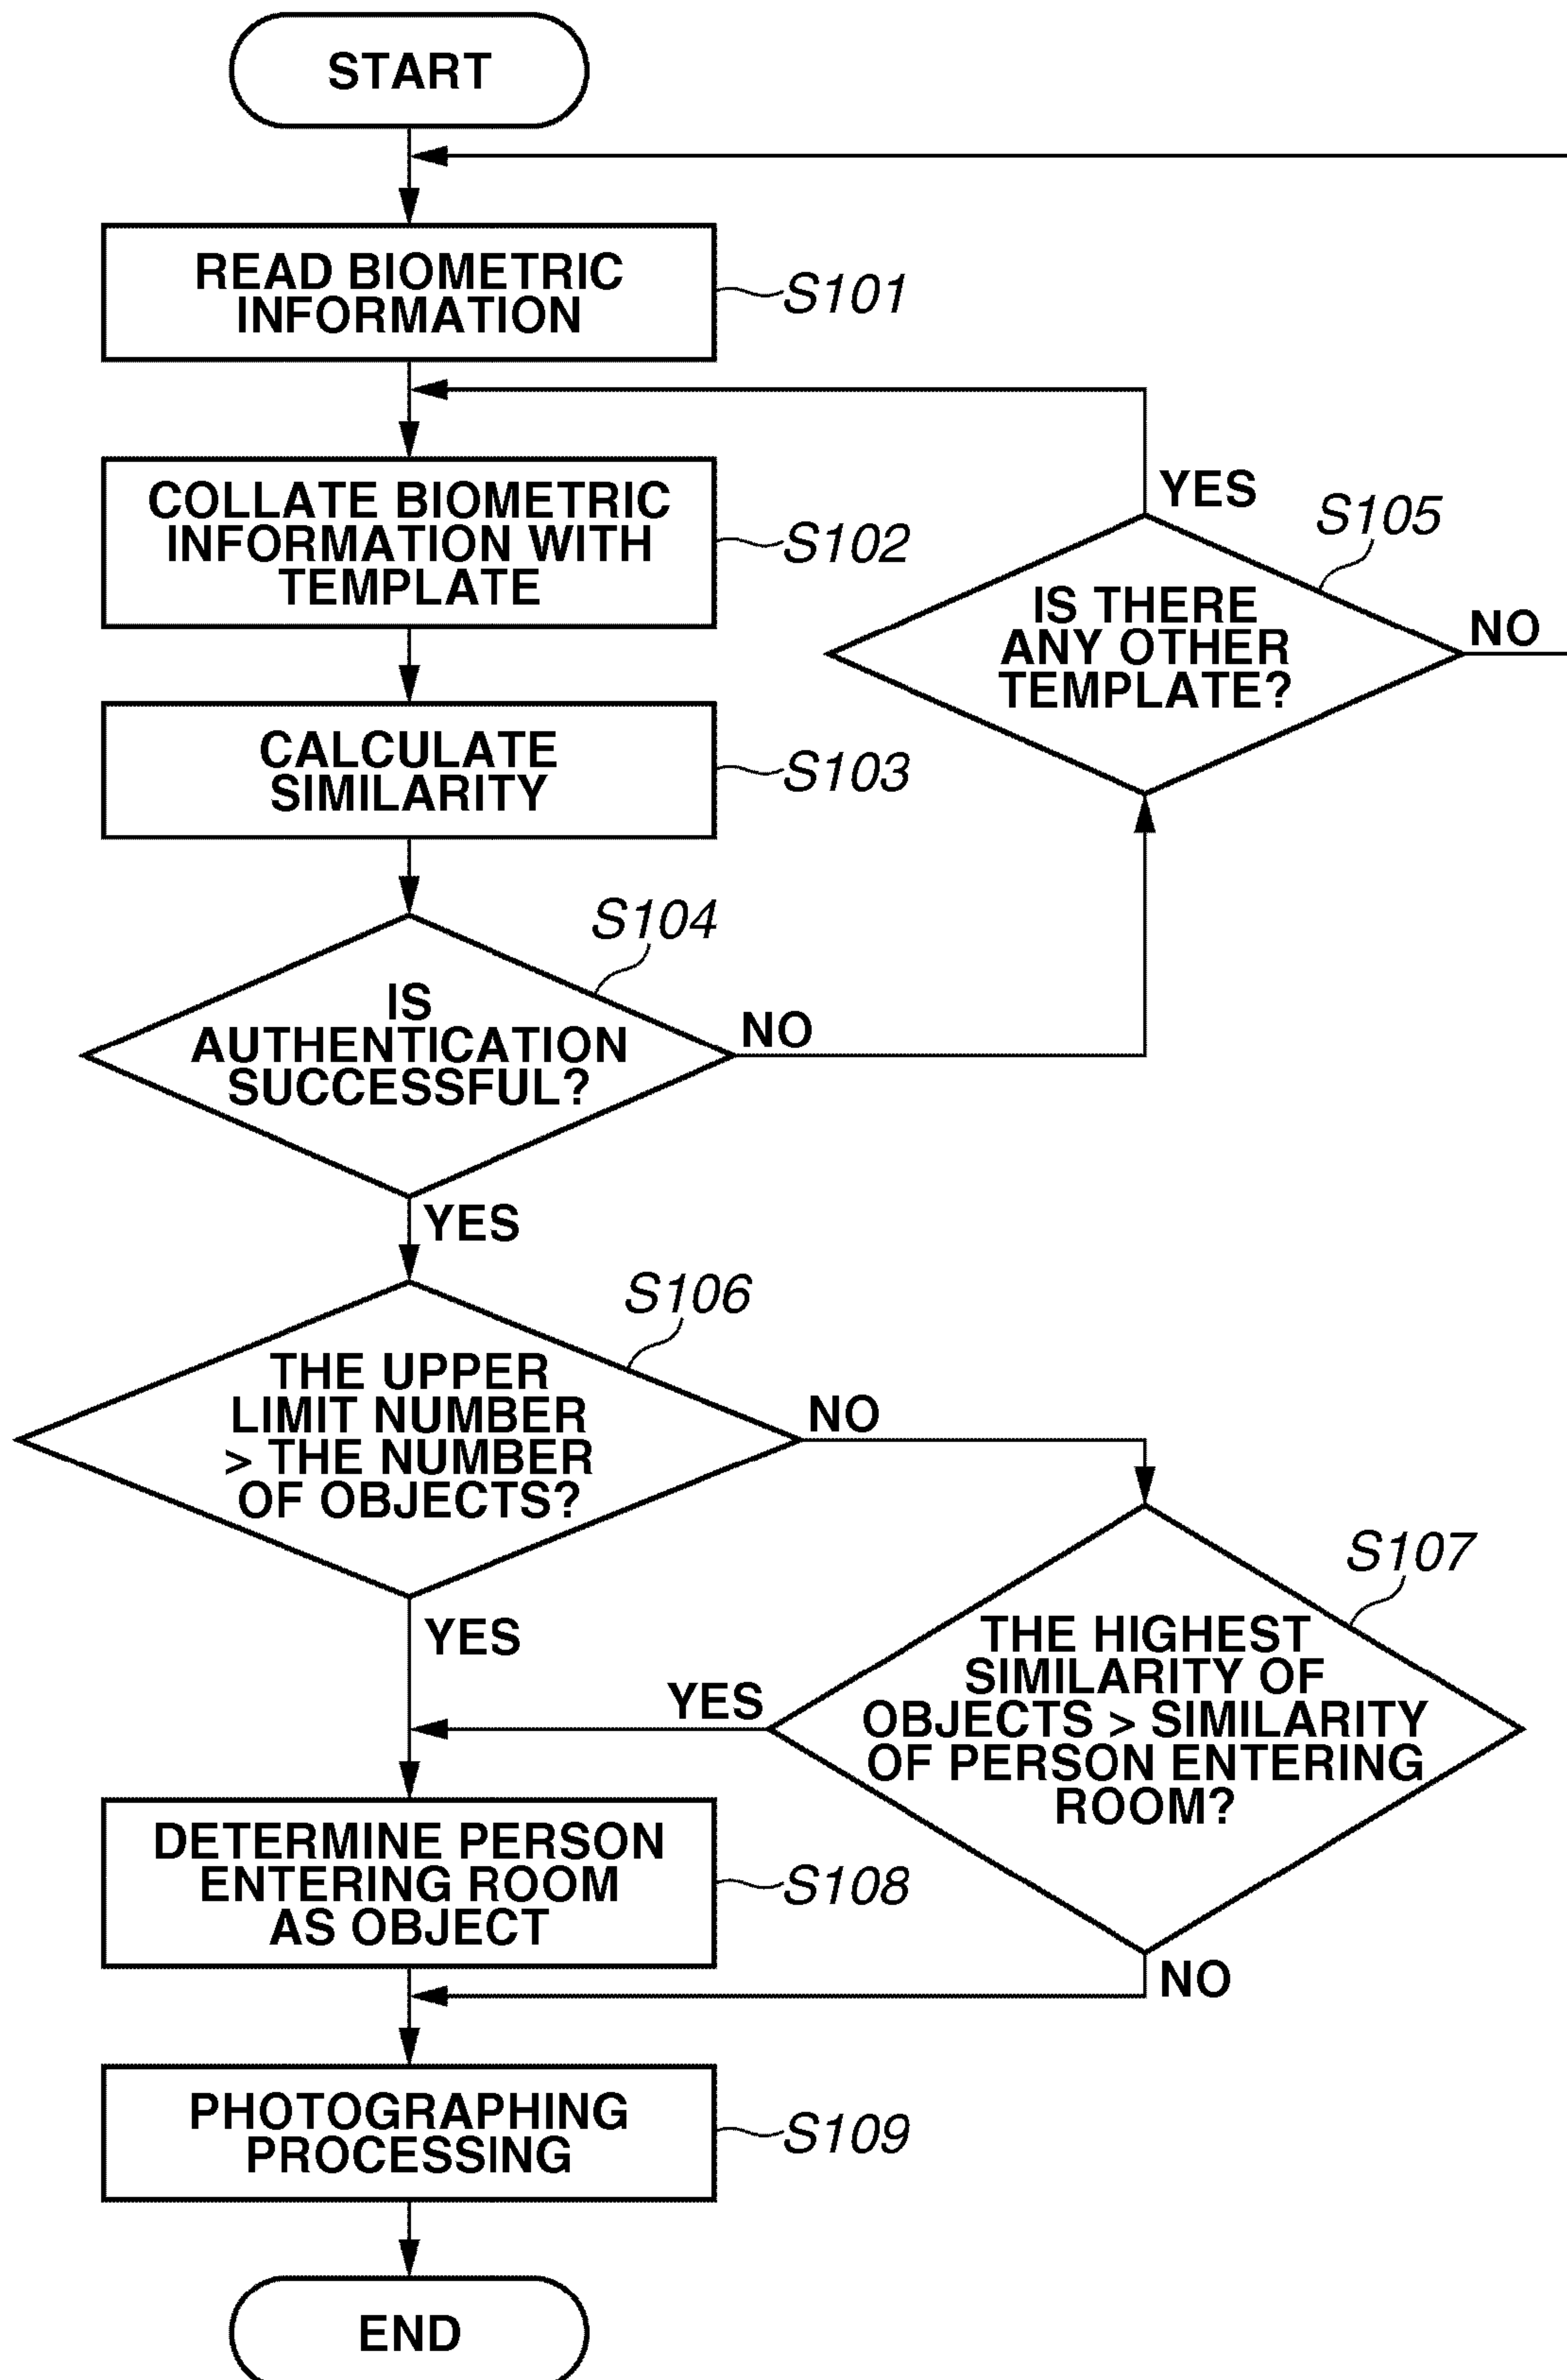 START
READ BIOMETRIC
INFORMATION
S101
COLLATE BIOMETRIC
INFORMATION WITH
TEMPLATE
S102
YES
S105
IS THERE
ANY OTHER
TEMPLATE?
NO
CALCULATE
SIMILARITY
S103
S104
IS
AUTHENTICATION
SUCCESSFUL?
NO
YES
S106
THE UPPER
LIMIT NUMBER
> THE NUMBER
OF OBJECTS?
NO
YES
S107
THE HIGHEST
SIMILARITY OF
OBJECTS > SIMILARITY
OF PERSON ENTERING
ROOM?
YES
NO
DETERMINE PERSON
ENTERING ROOM
AS OBJECT
S108
PHOTOGRAPHING
PROCESSING
S109
END